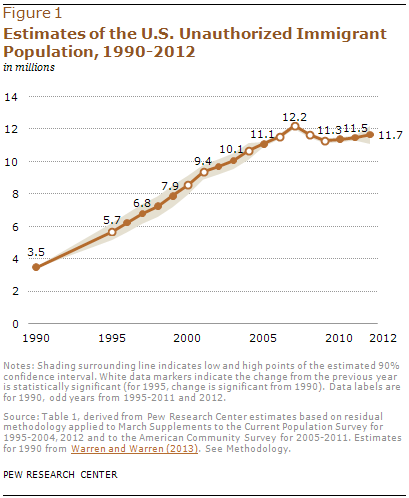 Figure 1
Estimates of the U.S. Unauthorized Immigrant
Population, 1990-2012
in millions
14
12
10
8
6
4
2
0
3.5
5.7
6.8
7.9
9.4
10.1
11.1
12.2
11.3
11.5
11.7
1990
1995
2000
2005
2010
2012
Notes: Shading surrounding line indicates low and high points of the estimated 90%
confidence interval. White data markers indicate the change from the previous year
is statistically significant (for 1995, change is significant from 1990). Data labels are
for 1990, odd years from 1995-2011 and 2012.
Source: Table 1, derived from Pew Research Center estimates based on residual
methodology applied to March Supplements to the Current Population Survey for
1995-2004, 2012 and to the American Community Survey for 2005-2011. Estimates
for 1990 from Warren and Warren (2013). See Methodology.
PEW RESEARCH CENTER